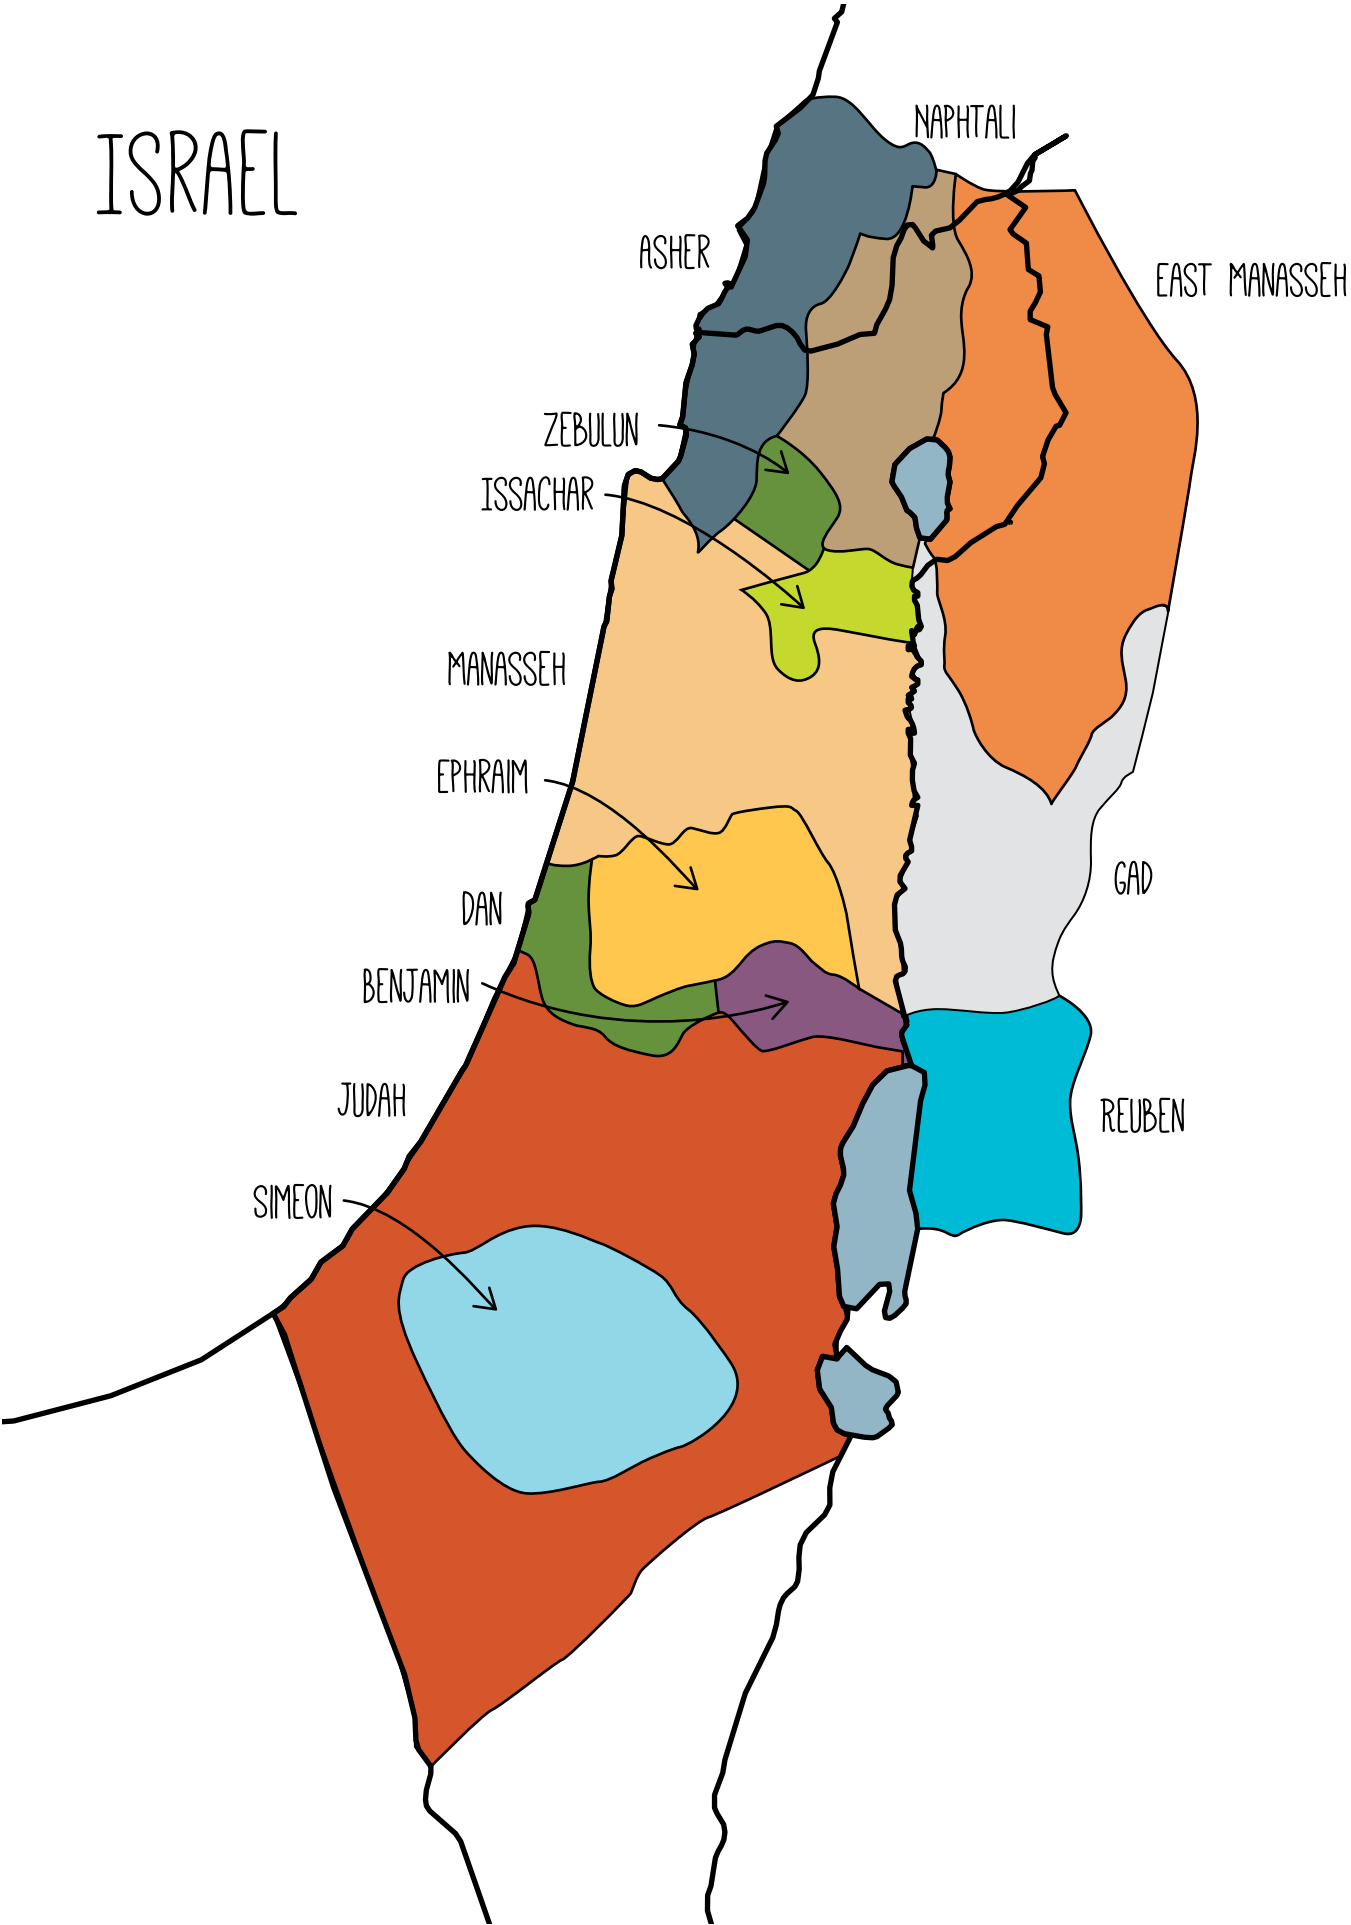 ISRAEL
NAPHTALI
ASHER
EAST MANASSEH
ZEBULUN
ISSACHAR
MANASSEH
EPHRAIM
DAN
GAD
BENJAMIN
JUDAH
REUBEN
SIMEON